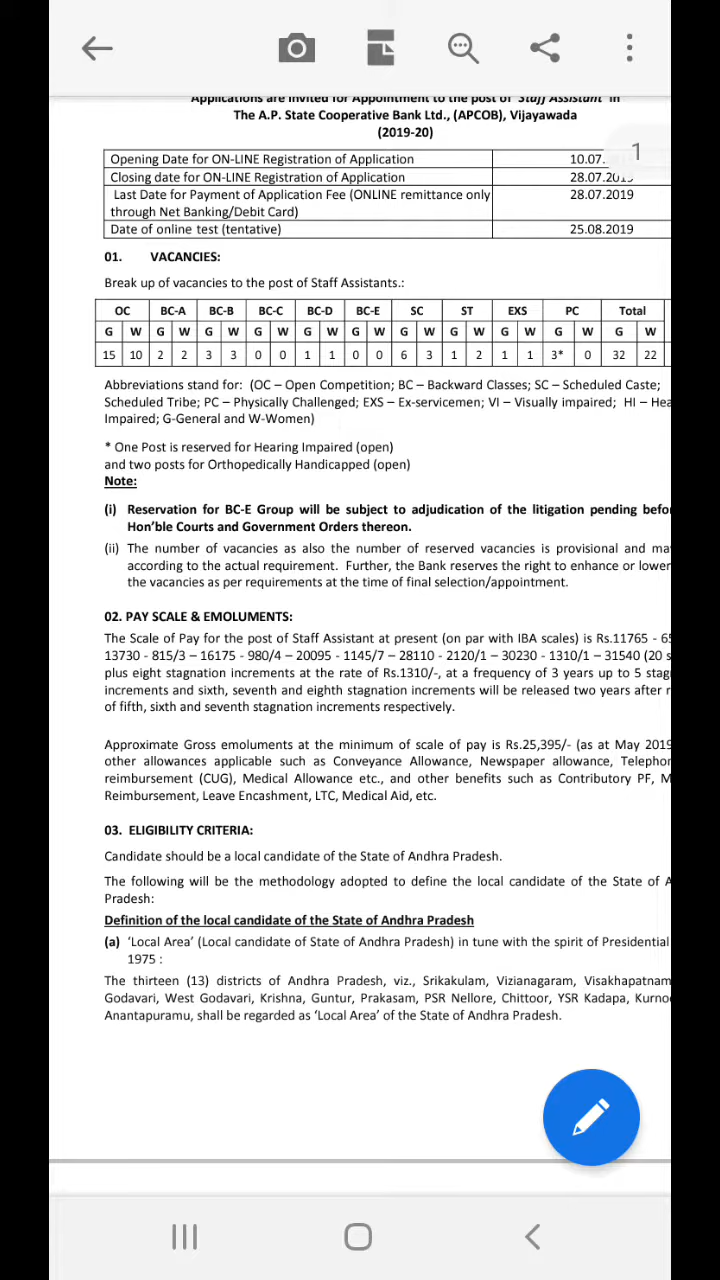 Applications are invited for Appointment to the post of 'Staff Assistant' in
The A.P. State Cooperative Bank Ltd., (APCOB), Vijayawada
(2019-20)
1
Opening Date for ON-LINE Registration of Application 10.07.
Closing date for ON-LINE Registration of Application 28.07.2019
Last Date for Payment of Application Fee (ONLINE remittance only 28.07.2019
through Net Banking/Debit Card)
Date of online test (tentative) 25.08.2019
01. VACANCIES:
Break up of vacancies to the post of Staff Assistants.:
OC BC-A BC-B BC-C BC-D BC-E SC ST EXS PC Total
G W G W G W G W G W G W G W G W G W G W G W
15 10 2 2 3 3 0 0 1 1 0 0 6 3 1 2 1 1 3* 0 32 22
Abbreviations stand for: (OC – Open Competition; BC – Backward Classes; SC – Scheduled Caste;
Scheduled Tribe; PC – Physically Challenged; EXS – Ex-servicemen; VI – Visually impaired; HI – Hea
Impaired; G-General and W-Women)
* One Post is reserved for Hearing Impaired (open)
and two posts for Orthopedically Handicapped (open)
Note:
(i) Reservation for BC-E Group will be subject to adjudication of the litigation pending befo
Hon'ble Courts and Government Orders thereon.
(ii) The number of vacancies as also the number of reserved vacancies is provisional and ma
according to the actual requirement. Further, the Bank reserves the right to enhance or lower
the vacancies as per requirements at the time of final selection/appointment.
02. PAY SCALE & EMOLUMENTS:
The Scale of Pay for the post of Staff Assistant at present (on par with IBA scales) is Rs.11765 - 65
13730 - 815/3 – 16175 - 980/4 – 20095 - 1145/7 – 28110 - 2120/1 – 30230 - 1310/1 – 31540 (20 s
plus eight stagnation increments at the rate of Rs.1310/-, at a frequency of 3 years up to 5 stag
increments and sixth, seventh and eighth stagnation increments will be released two years after r
of fifth, sixth and seventh stagnation increments respectively.
Approximate Gross emoluments at the minimum of scale of pay is Rs.25,395/- (as at May 2019
other allowances applicable such as Conveyance Allowance, Newspaper allowance, Telephon
reimbursement (CUG), Medical Allowance etc., and other benefits such as Contributory PF, M
Reimbursement, Leave Encashment, LTC, Medical Aid, etc.
03. ELIGIBILITY CRITERIA:
Candidate should be a local candidate of the State of Andhra Pradesh.
The following will be the methodology adopted to define the local candidate of the State of A
Pradesh:
Definition of the local candidate of the State of Andhra Pradesh
(a) 'Local Area' (Local candidate of State of Andhra Pradesh) in tune with the spirit of Presidential
1975 :
The thirteen (13) districts of Andhra Pradesh, viz., Srikakulam, Vizianagaram, Visakhapatnam
Godavari, West Godavari, Krishna, Guntur, Prakasam, PSR Nellore, Chittoor, YSR Kadapa, Kurno
Anantapuramu, shall be regarded as 'Local Area' of the State of Andhra Pradesh.